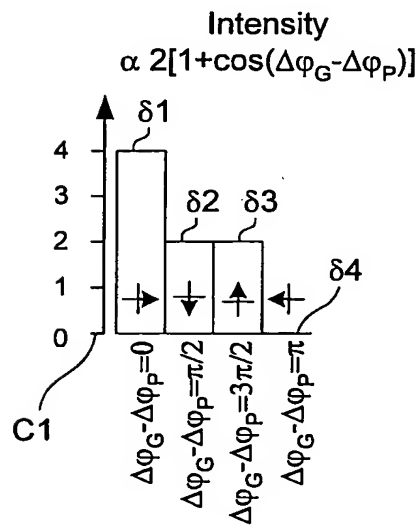 Intensity
α 2[1+cos(ΔφG-ΔφP)]
δ1
4
δ2
δ3
3
2
1
δ4
0
C1
ΔφG-ΔφP=0
ΔφG-ΔφP=π/2
ΔφG-ΔφP=3π/2
ΔφG-ΔφP=π